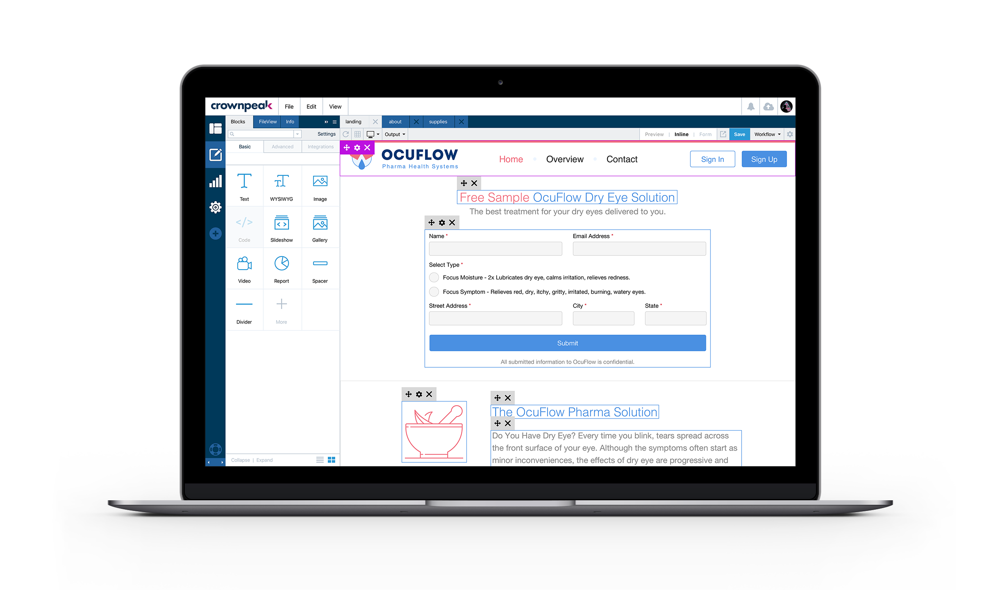 crownpeak File Edit View
Blocks FileView Info landing about supplies
Settings Output Preview | Inline | Form Save Workflow
Basic Advanced Integrations
Text WYSIWYG Image
Code Slideshow Gallery
Video Report Spacer
Divider More
Collapse | Expand
OCUFLOW
Pharma Health Systems
Home Overview Contact Sign In Sign Up
Free Sample OcuFlow Dry Eye Solution
The best treatment for your dry eyes delivered to you.
Name * Email Address *
Select Type *
Focus Moisture - 2x Lubricates dry eye, calms irritation, relieves redness.
Focus Symptom - Relieves red, dry, itchy, gritty, irritated, burning, watery eyes.
Street Address * City * State *
Submit
All submitted information to OcuFlow is confidential.
The OcuFlow Pharma Solution
Do You Have Dry Eye? Every time you blink, tears spread across
the front surface of your eye. Although the symptoms often start as
minor inconveniences, the effects of dry eye are progressive and